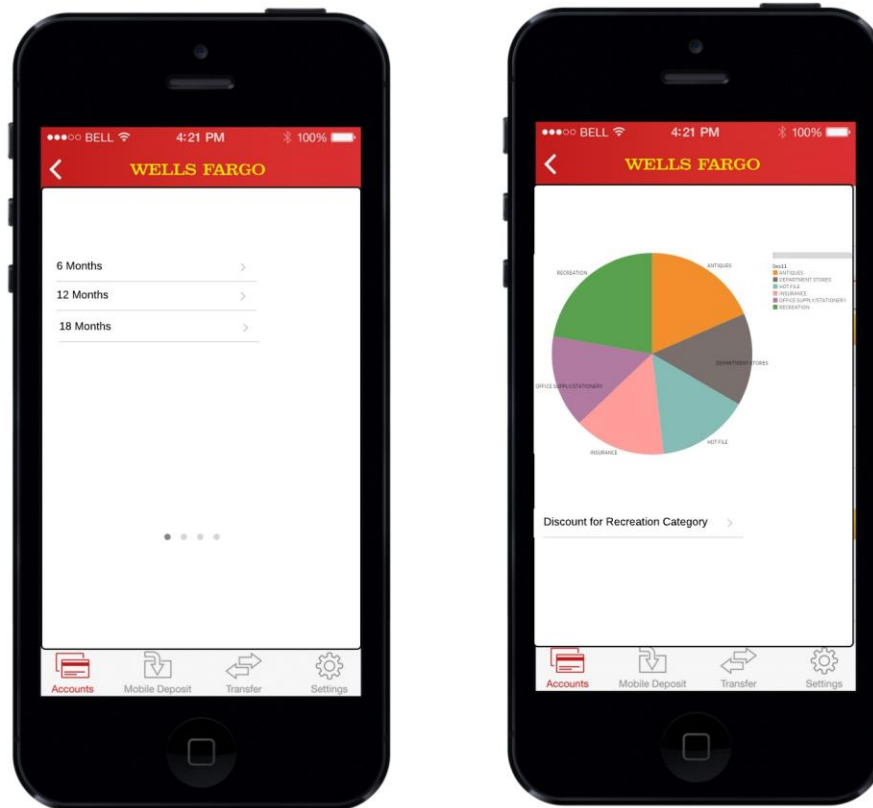 BELL 4:21 PM 100%
WELLS FARGO
6 Months
12 Months
18 Months
Accounts Mobile Deposit Transfer Settings
BELL 4:21 PM 100%
WELLS FARGO
RECREATION
ANTIQUES
DEPARTMENT STORES
OFFICE SUPPLY/STATIONERY
HOT FILE
INSURANCE
ANTIQUES
DEPARTMENT STORES
HOT FILE
INSURANCE
OFFICE SUPPLY/STATIONERY
RECREATION
Discount for Recreation Category
Accounts Mobile Deposit Transfer Settings